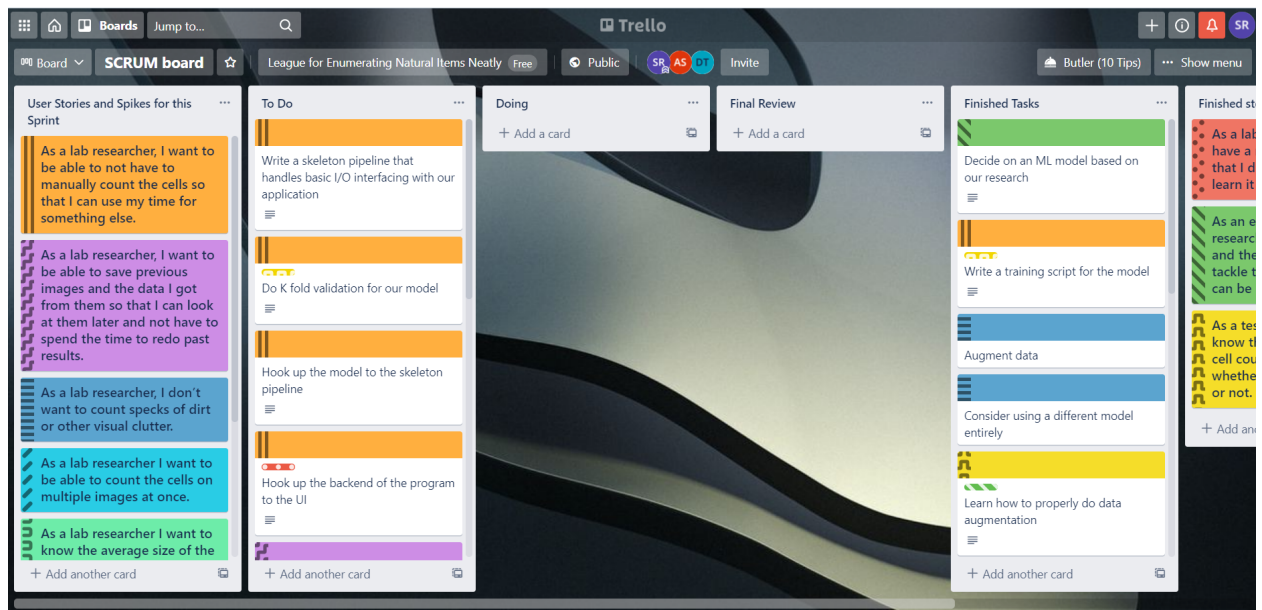 Boards
Jump to...
Trello
SR
Board
SCRUM board
League for Enumerating Natural Items Neatly Free
Public
SR AS DT
Invite
Butler (10 Tips)
Show menu
User Stories and Spikes for this
Sprint
As a lab researcher, I want to
be able to not have to
manually count the cells so
that I can use my time for
something else.
As a lab researcher, I want to
be able to save previous
images and the data I got
from them so that I can look
at them later and not have to
spend the time to redo past
results.
As a lab researcher, I don't
want to count specks of dirt
or other visual clutter.
As a lab researcher I want to
be able to count the cells on
multiple images at once.
As a lab researcher I want to
know the average size of the
+ Add another card
To Do
Write a skeleton pipeline that
handles basic I/O interfacing with our
application
Do K fold validation for our model
Hook up the model to the skeleton
pipeline
Hook up the backend of the program
to the UI
+ Add another card
Doing
+ Add a card
Final Review
+ Add a card
Finished Tasks
Decide on an ML model based on
our research
Write a training script for the model
Augment data
Consider using a different model
entirely
Learn how to properly do data
augmentation
+ Add another card
Finished st
As a lab
have a
that I d
learn it
As an e
researc
and the
tackle t
can be
As a tes
know th
cell cou
whethe
or not.
+ Add an